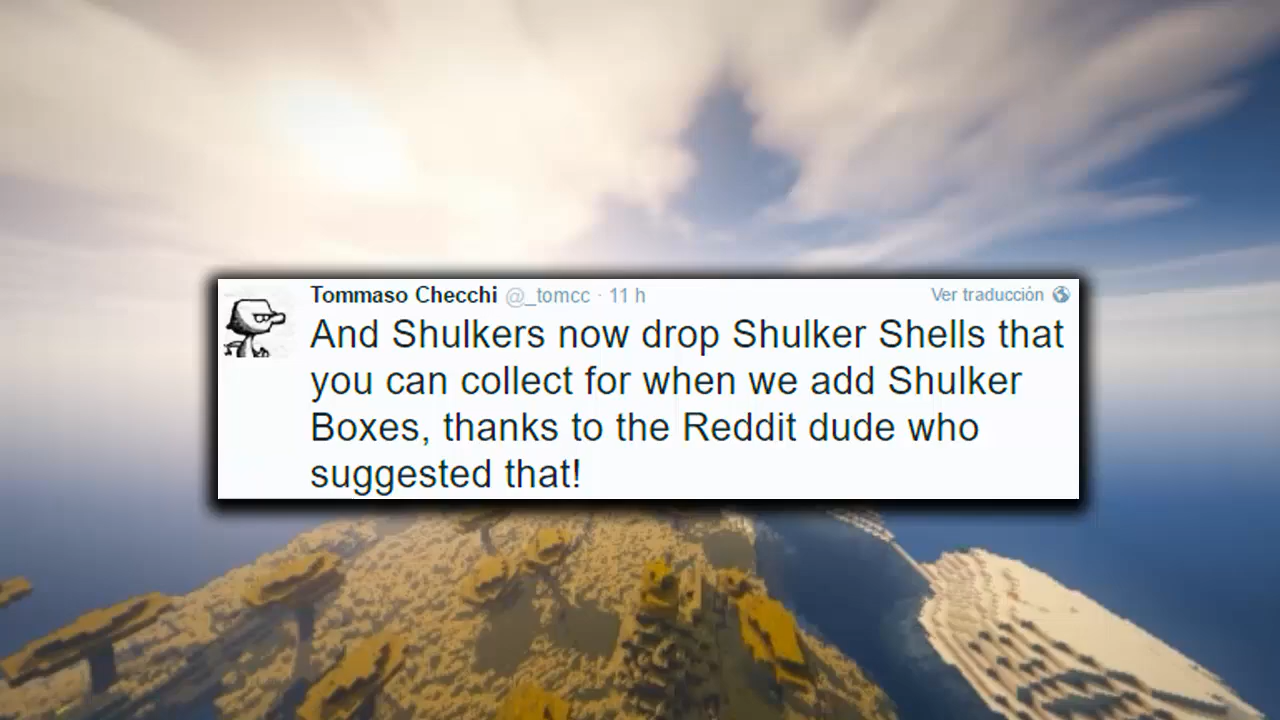 Tommaso Checchi @_tomcc · 11 h Ver traducción
And Shulkers now drop Shulker Shells that
you can collect for when we add Shulker
Boxes, thanks to the Reddit dude who
suggested that!